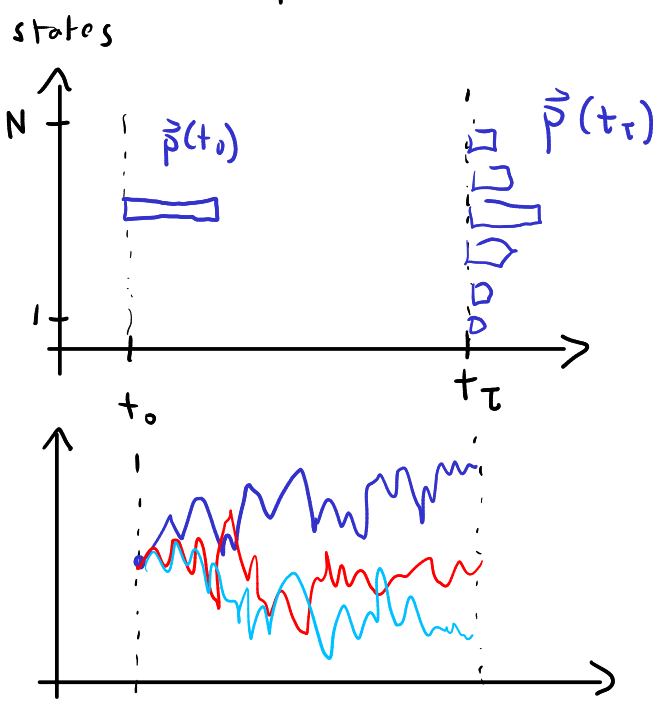 states
N
p⃗(t₀)
p⃗(t_τ)
1
t₀
t_τ